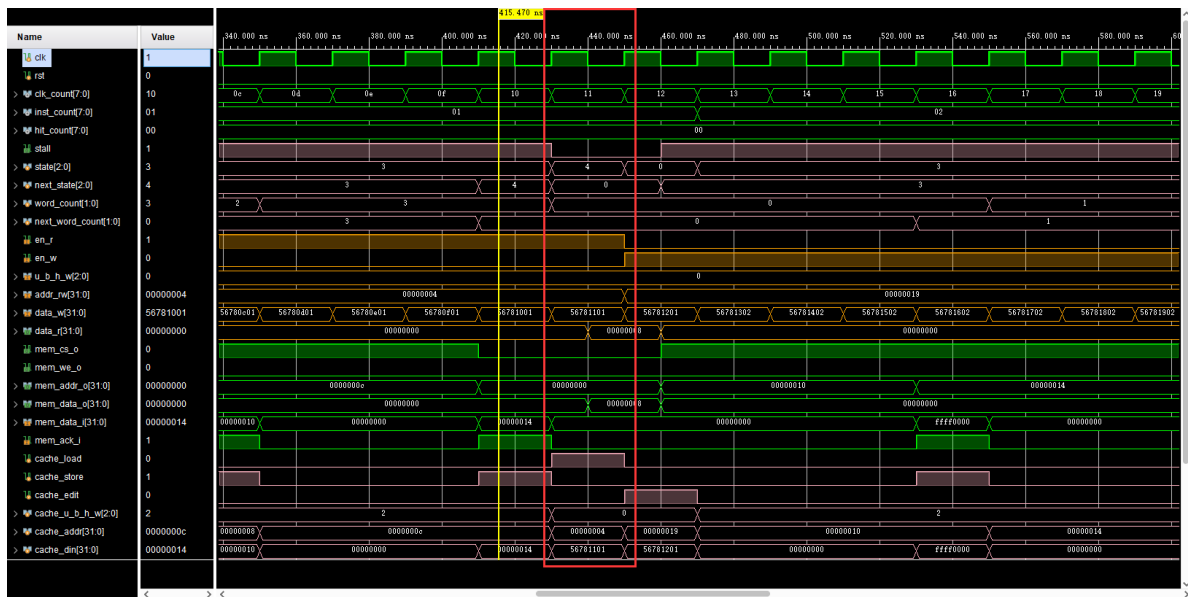 415.470 ns
Name Value 340.000 ns 360.000 ns 380.000 ns 400.000 ns 420.000 ns 440.000 ns 460.000 ns 480.000 ns 500.000 ns 520.000 ns 540.000 ns 560.000 ns 580.000 ns 60
clk 1
rst 0
clk_count[7:0] 10 0c 0d 0e 0f 10 11 12 13 14 15 16 17 18 19
inst_count[7:0] 01 01 02
hit_count[7:0] 00 00
stall 1
state[2:0] 3 3 4 0 3
next_state[2:0] 4 3 4 0 3
word_count[1:0] 3 2 3 0 1
next_word_count[1:0] 0 3 0 1
en_r 1
en_w 0
u_b_h_w[2:0] 0 0
addr_rw[31:0] 00000004 00000004 00000019
data_w[31:0] 56781001 56780c01 56780d01 56780e01 56780f01 56781001 56781101 56781201 56781302 56781402 56781502 56781602 56781702 56781802 56781902
data_r[31:0] 00000000 00000000 00000008 00000000
mem_cs_o 0
mem_we_o 0
mem_addr_o[31:0] 00000000 0000000c 00000000 00000010 00000014
mem_data_o[31:0] 00000000 00000000 00000008 00000000
mem_data_i[31:0] 00000014 00000010 00000000 00000014 00000000 ffff0000 00000000
mem_ack_i 1
cache_load 0
cache_store 1
cache_edit 0
cache_u_b_h_w[2:0] 2 2 0 2
cache_addr[31:0] 0000000c 00000008 0000000c 00000004 00000019 00000010 00000014
cache_din[31:0] 00000014 00000010 00000000 00000014 56781101 56781201 00000000 ffff0000 00000000